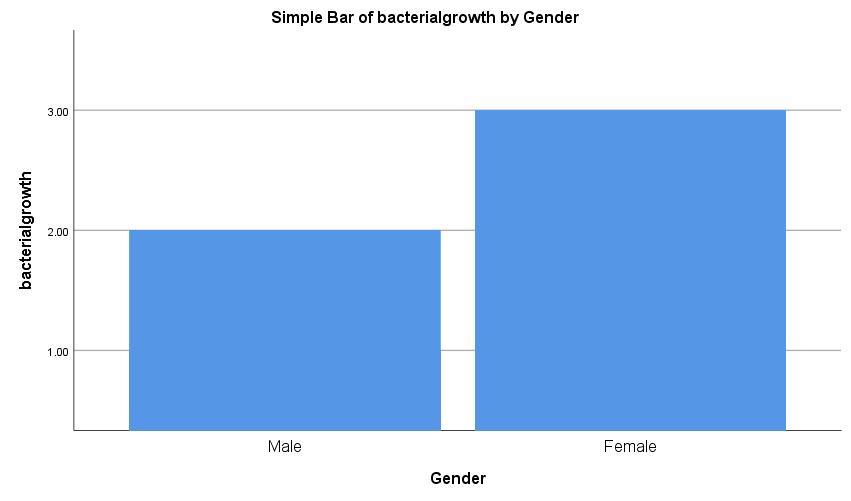 Simple Bar of bacterialgrowth by Gender
bacterialgrowth
3.00
2.00
1.00
Male
Female
Gender